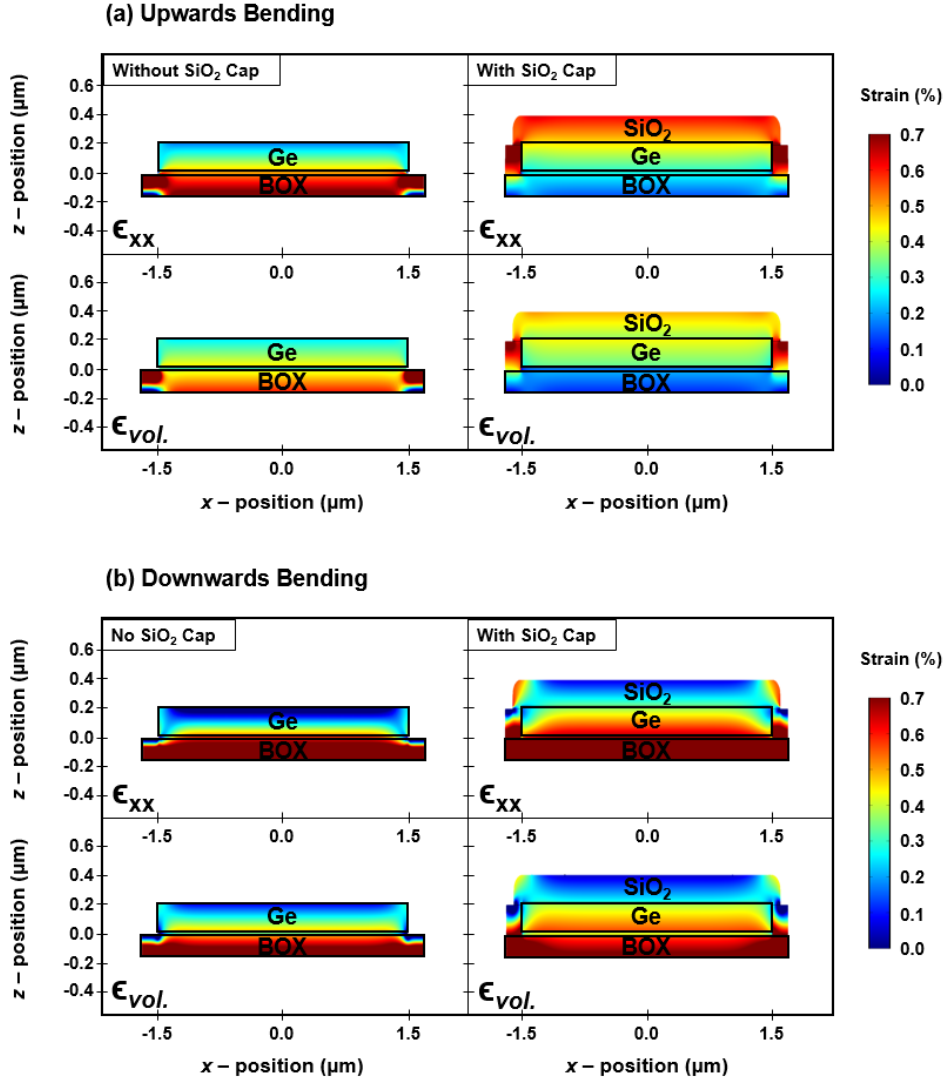 (a) Upwards Bending
Without SiO₂ Cap
With SiO₂ Cap
Strain (%)
z – position (μm)
0.6
0.4
0.2
0.0
-0.2
-0.4
SiO₂
Ge
Ge
BOX
BOX
ϵxx
ϵxx
0.7
0.6
0.5
0.4
0.3
0.2
0.1
0.0
-1.5 0.0 1.5 -1.5 0.0 1.5
z – position (μm)
0.6
0.4
0.2
0.0
-0.2
-0.4
SiO₂
Ge
Ge
BOX
BOX
ϵvol.
ϵvol.
-1.5 0.0 1.5 -1.5 0.0 1.5
x – position (μm) x – position (μm)
(b) Downwards Bending
No SiO₂ Cap
With SiO₂ Cap
Strain (%)
z – position (μm)
0.6
0.4
0.2
0.0
-0.2
-0.4
SiO₂
Ge
Ge
BOX
BOX
ϵxx
ϵxx
0.7
0.6
0.5
0.4
0.3
0.2
0.1
0.0
-1.5 0.0 1.5 -1.5 0.0 1.5
z – position (μm)
0.6
0.4
0.2
0.0
-0.2
-0.4
SiO₂
Ge
Ge
BOX
BOX
ϵvol.
ϵvol.
-1.5 0.0 1.5 -1.5 0.0 1.5
x – position (μm) x – position (μm)